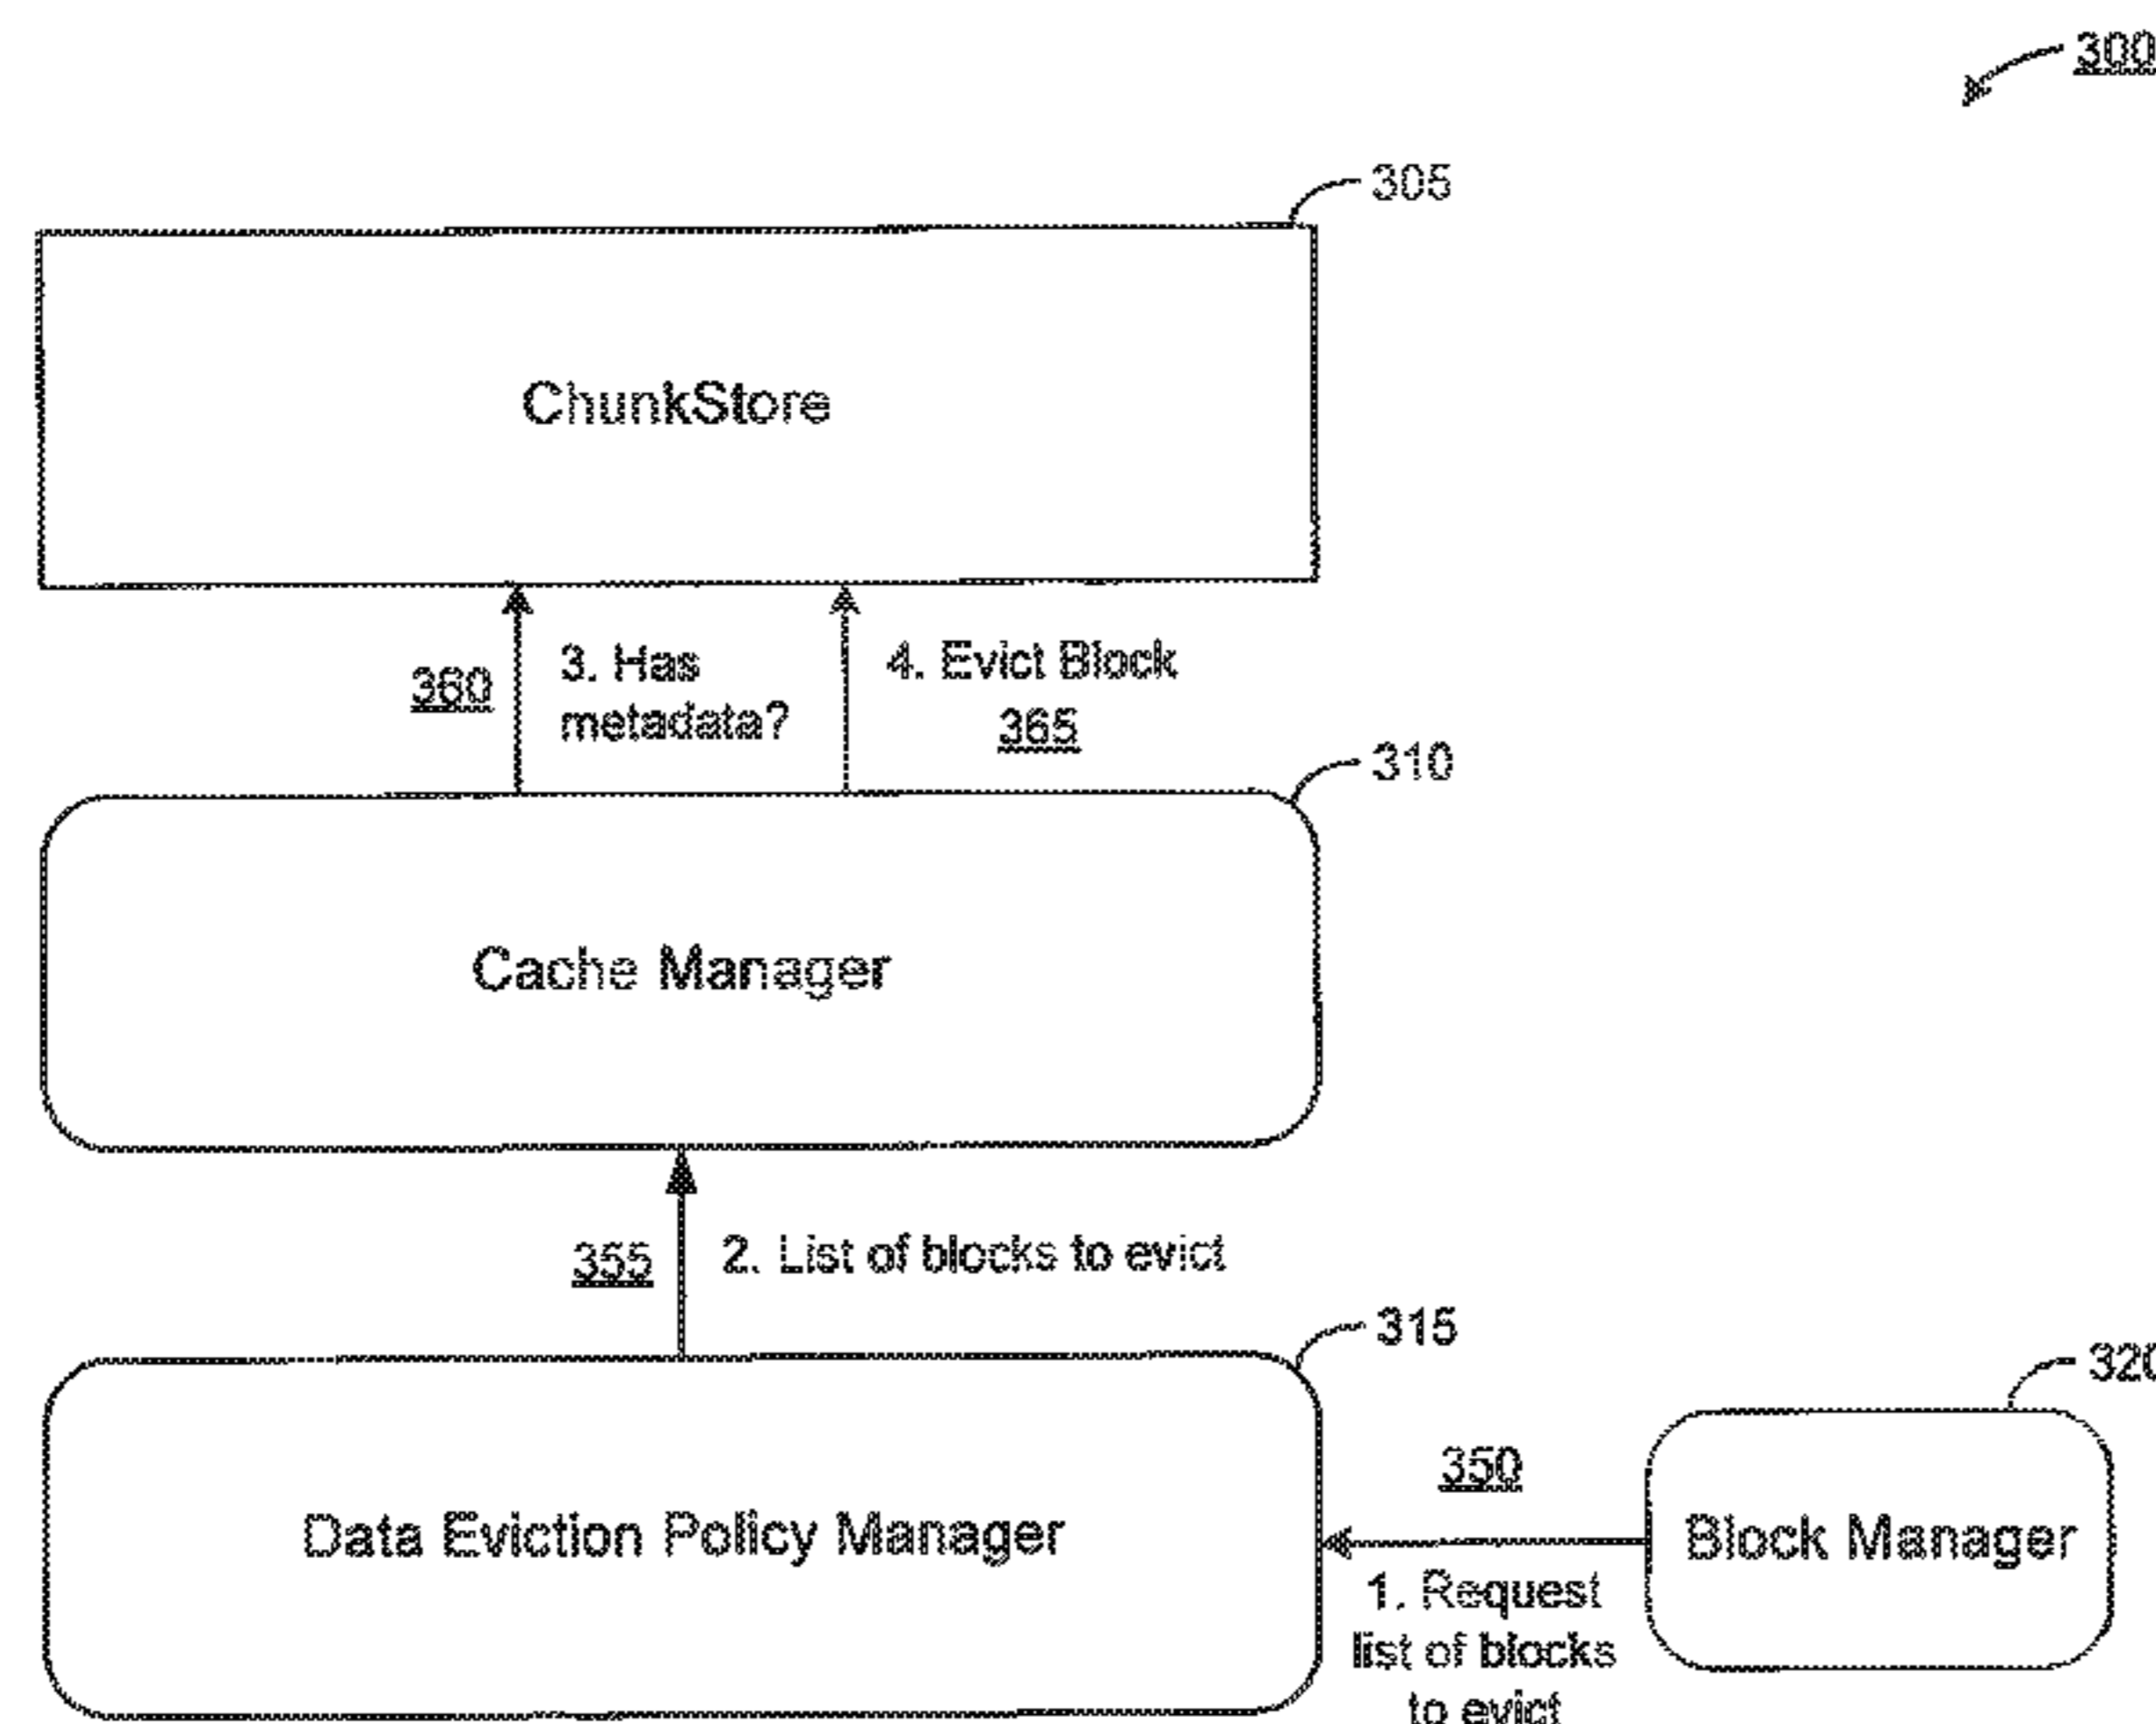 300
305
ChunkStore
360
3. Has
metadata?
4. Evict Block
365
310
Cache Manager
355
2. List of blocks to evict
315
320
Data Eviction Policy Manager
350
Block Manager
1. Request
list of blocks
to evict